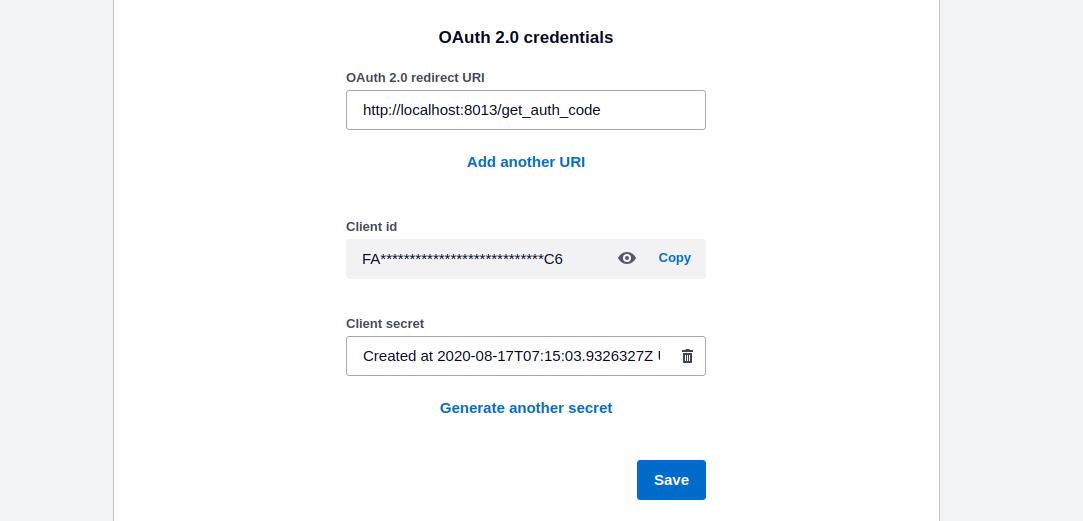 OAuth 2.0 credentials
OAuth 2.0 redirect URI
http://localhost:8013/get_auth_code
Add another URI
Client id
FA****************************C6
Copy
Client secret
Created at 2020-08-17T07:15:03.9326327Z
Generate another secret
Save